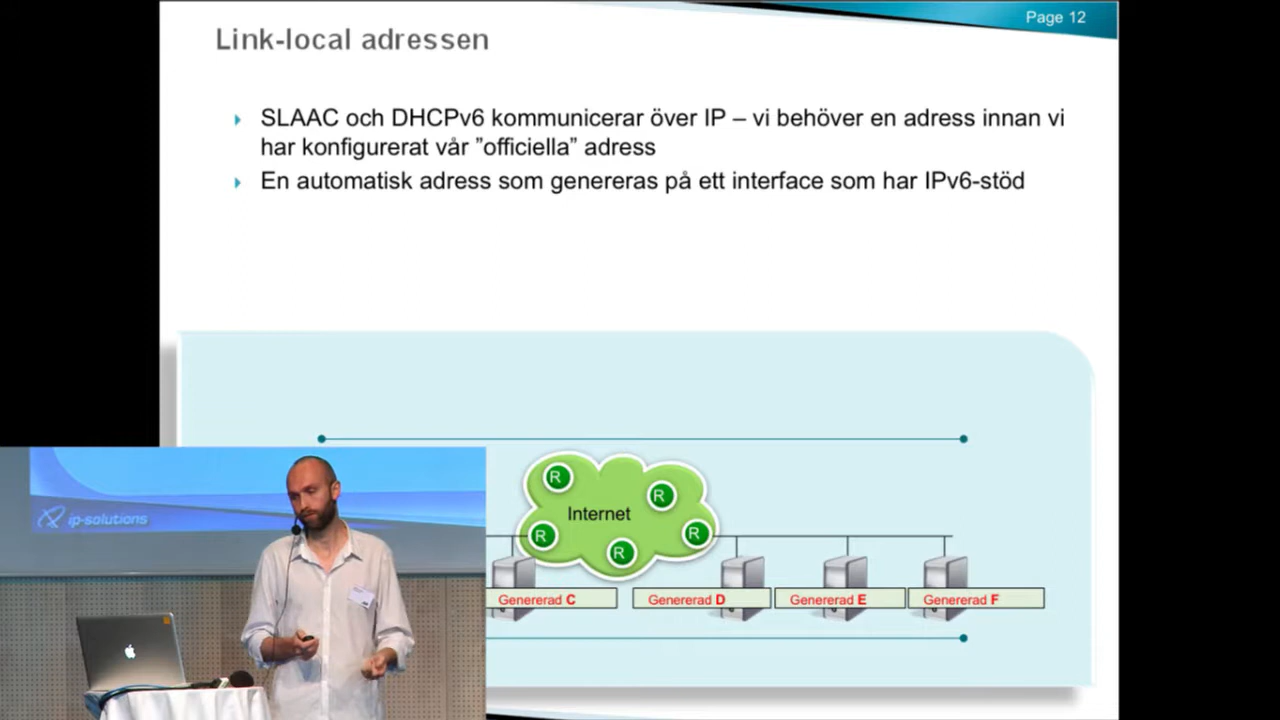 Page 12
Link-local adressen
SLAAC och DHCPv6 kommunicerar över IP – vi behöver en adress innan vi
har konfigurerat vår ”officiella” adress
En automatisk adress som genereras på ett interface som har IPv6-stöd
R
R
Internet
R
R
R
Genererad C
Genererad D
Genererad E
Genererad F
ip-solutions